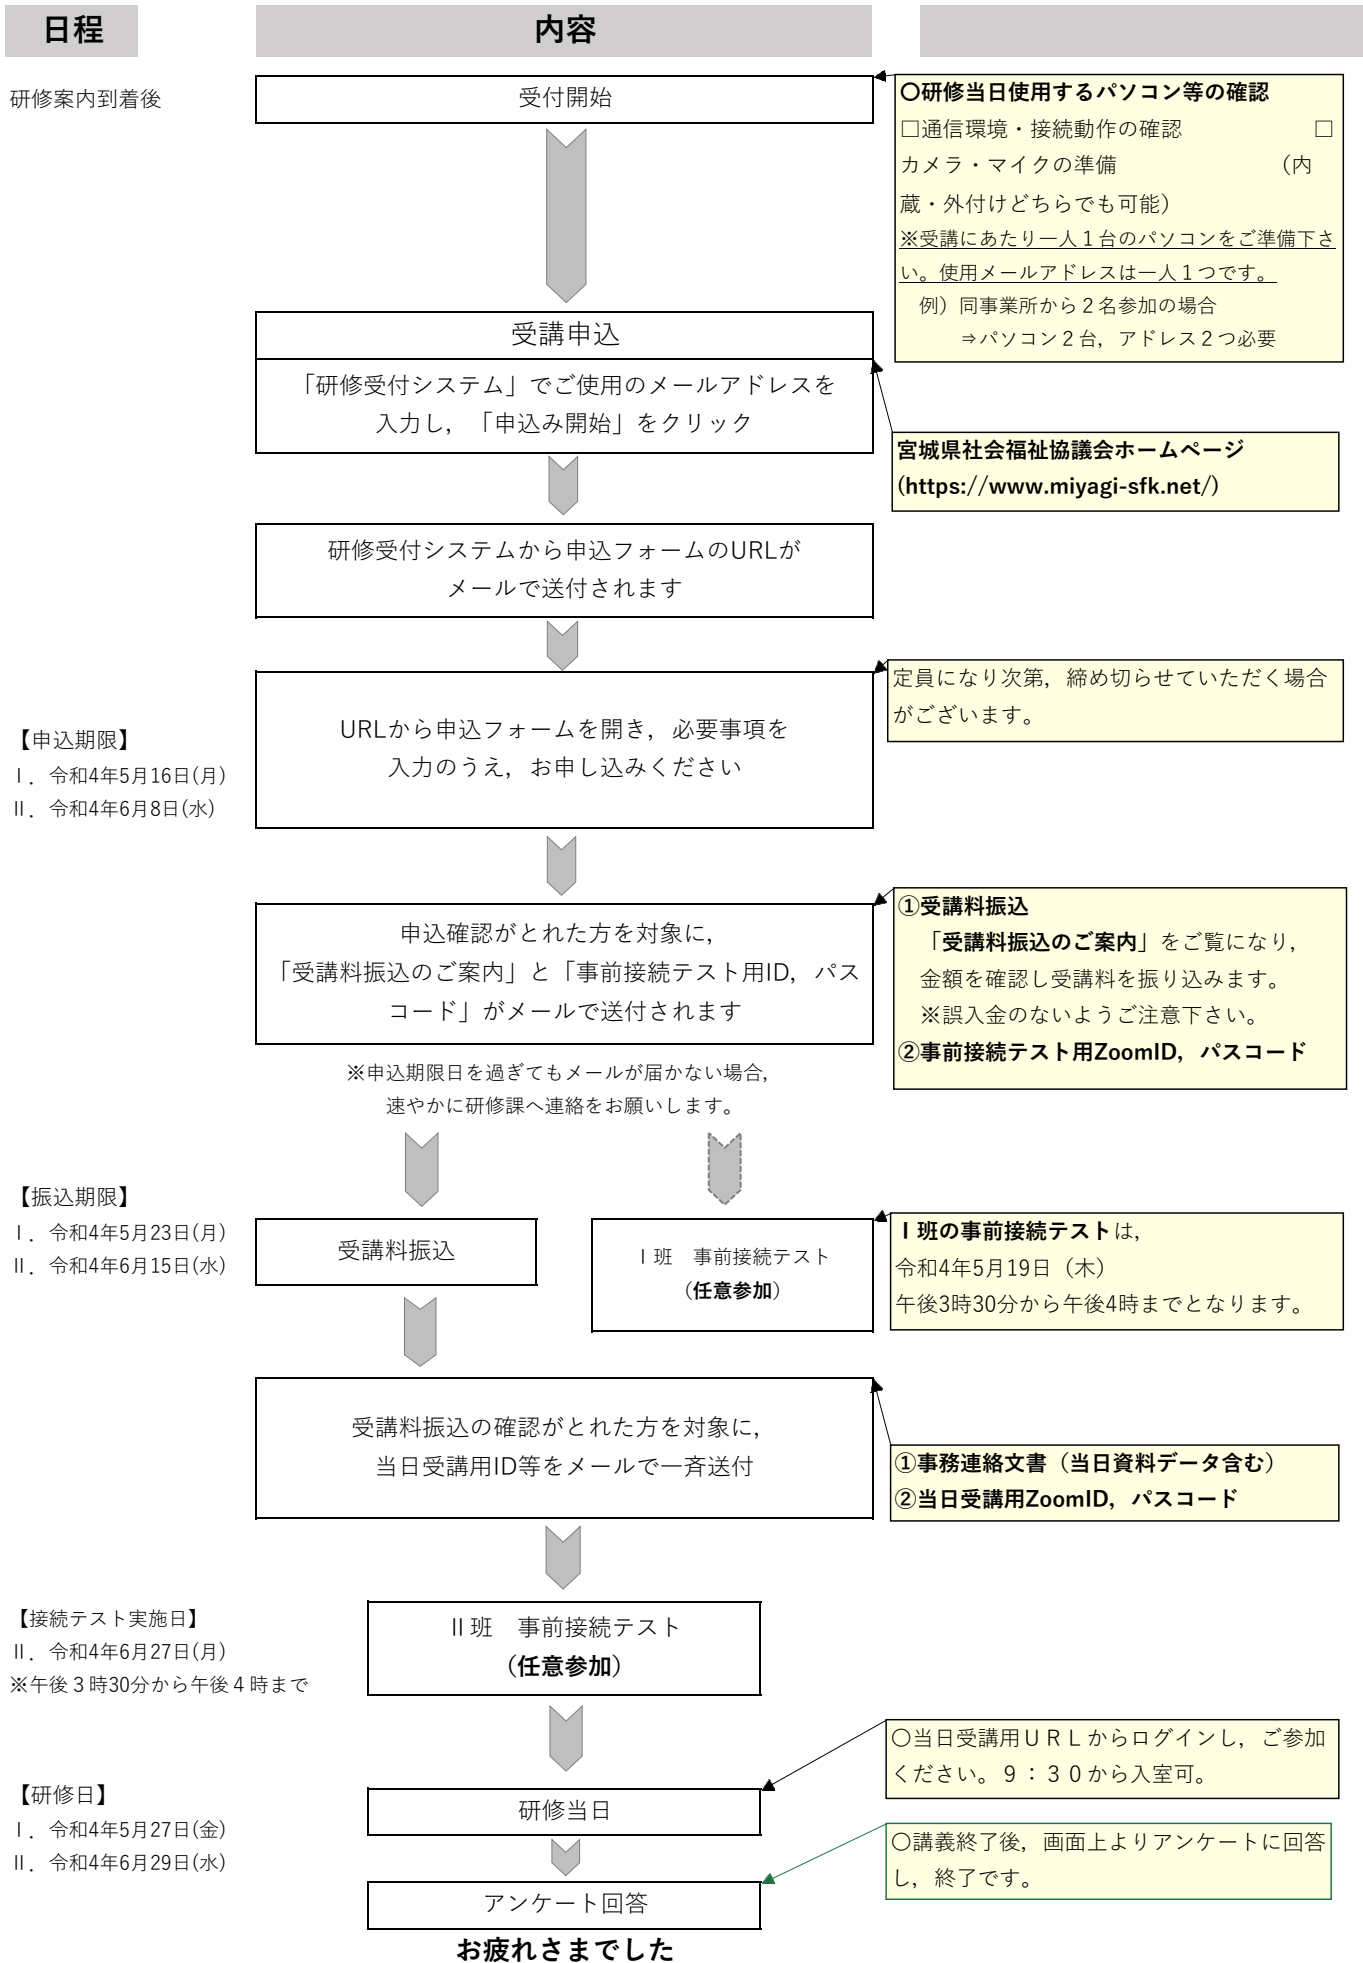 日程
内容
研修案内到着後
受付開始
〇研修当日使用するパソコン等の確認
□通信環境・接続動作の確認　□
カメラ・マイクの準備　（内
蔵・外付けどちらでも可能）
※受講にあたり一人１台のパソコンをご準備下さ
い。使用メールアドレスは一人１つです。
例）同事業所から２名参加の場合
⇒パソコン２台，アドレス２つ必要
受講申込
「研修受付システム」でご使用のメールアドレスを
入力し，「申込み開始」をクリック
宮城県社会福祉協議会ホームページ
(https://www.miyagi-sfk.net/)
研修受付システムから申込フォームのURLが
メールで送付されます
定員になり次第，締め切らせていただく場合
がございます。
【申込期限】
Ⅰ．令和4年5月16日(月)
Ⅱ．令和4年6月8日(水)
URLから申込フォームを開き，必要事項を
入力のうえ，お申し込みください
申込確認がとれた方を対象に，
「受講料振込のご案内」と「事前接続テスト用ID，パス
コード」がメールで送付されます
①受講料振込
「受講料振込のご案内」をご覧になり，
金額を確認し受講料を振り込みます。
※誤入金のないようご注意下さい。
②事前接続テスト用ZoomID，パスコード
※申込期限日を過ぎてもメールが届かない場合，
速やかに研修課へ連絡をお願いします。
【振込期限】
Ⅰ．令和4年5月23日(月)
Ⅱ．令和4年6月15日(水)
受講料振込
Ⅰ班　事前接続テスト
（任意参加）
Ⅰ班の事前接続テストは，
令和4年5月19日（木）
午後3時30分から午後4時までとなります。
受講料振込の確認がとれた方を対象に，
当日受講用ID等をメールで一斉送付
①事務連絡文書（当日資料データ含む）
②当日受講用ZoomID，パスコード
【接続テスト実施日】
Ⅱ．令和4年6月27日(月)
※午後３時30分から午後４時まで
Ⅱ班　事前接続テスト
（任意参加）
〇当日受講用ＵＲＬからログインし，ご参加
ください。９：３０から入室可。
【研修日】
Ⅰ．令和4年5月27日(金)
Ⅱ．令和4年6月29日(水)
研修当日
〇講義終了後，画面上よりアンケートに回答
し，終了です。
アンケート回答
お疲れさまでした